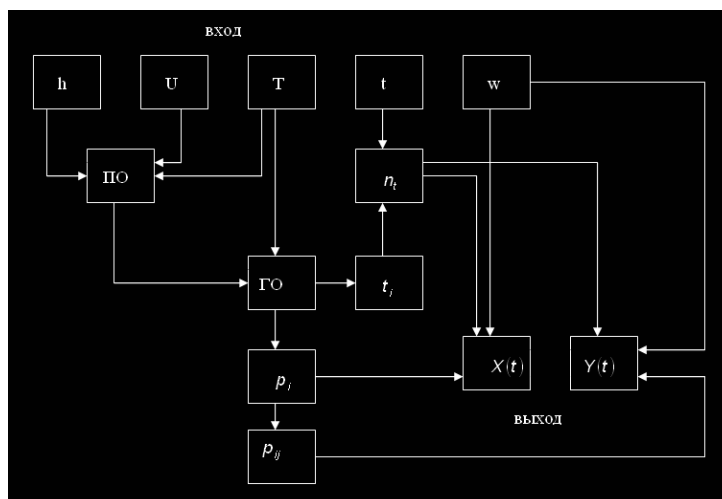 вход
h U T t w
ПО n_t
ГО t_i
p_i X(t) Y(t)
выход
p_ij